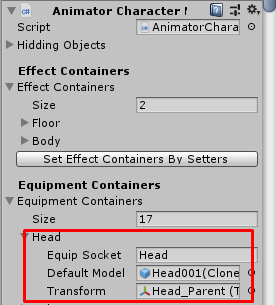 Animator Character M
Script
AnimatorChara
Hidding Objects
Effect Containers
Effect Containers
Size
2
Floor
Body
Set Effect Containers By Setters
Equipment Containers
Equipment Containers
Size
17
Head
Equip Socket
Head
Default Model
Head001(Clone
Transform
Head_Parent (T